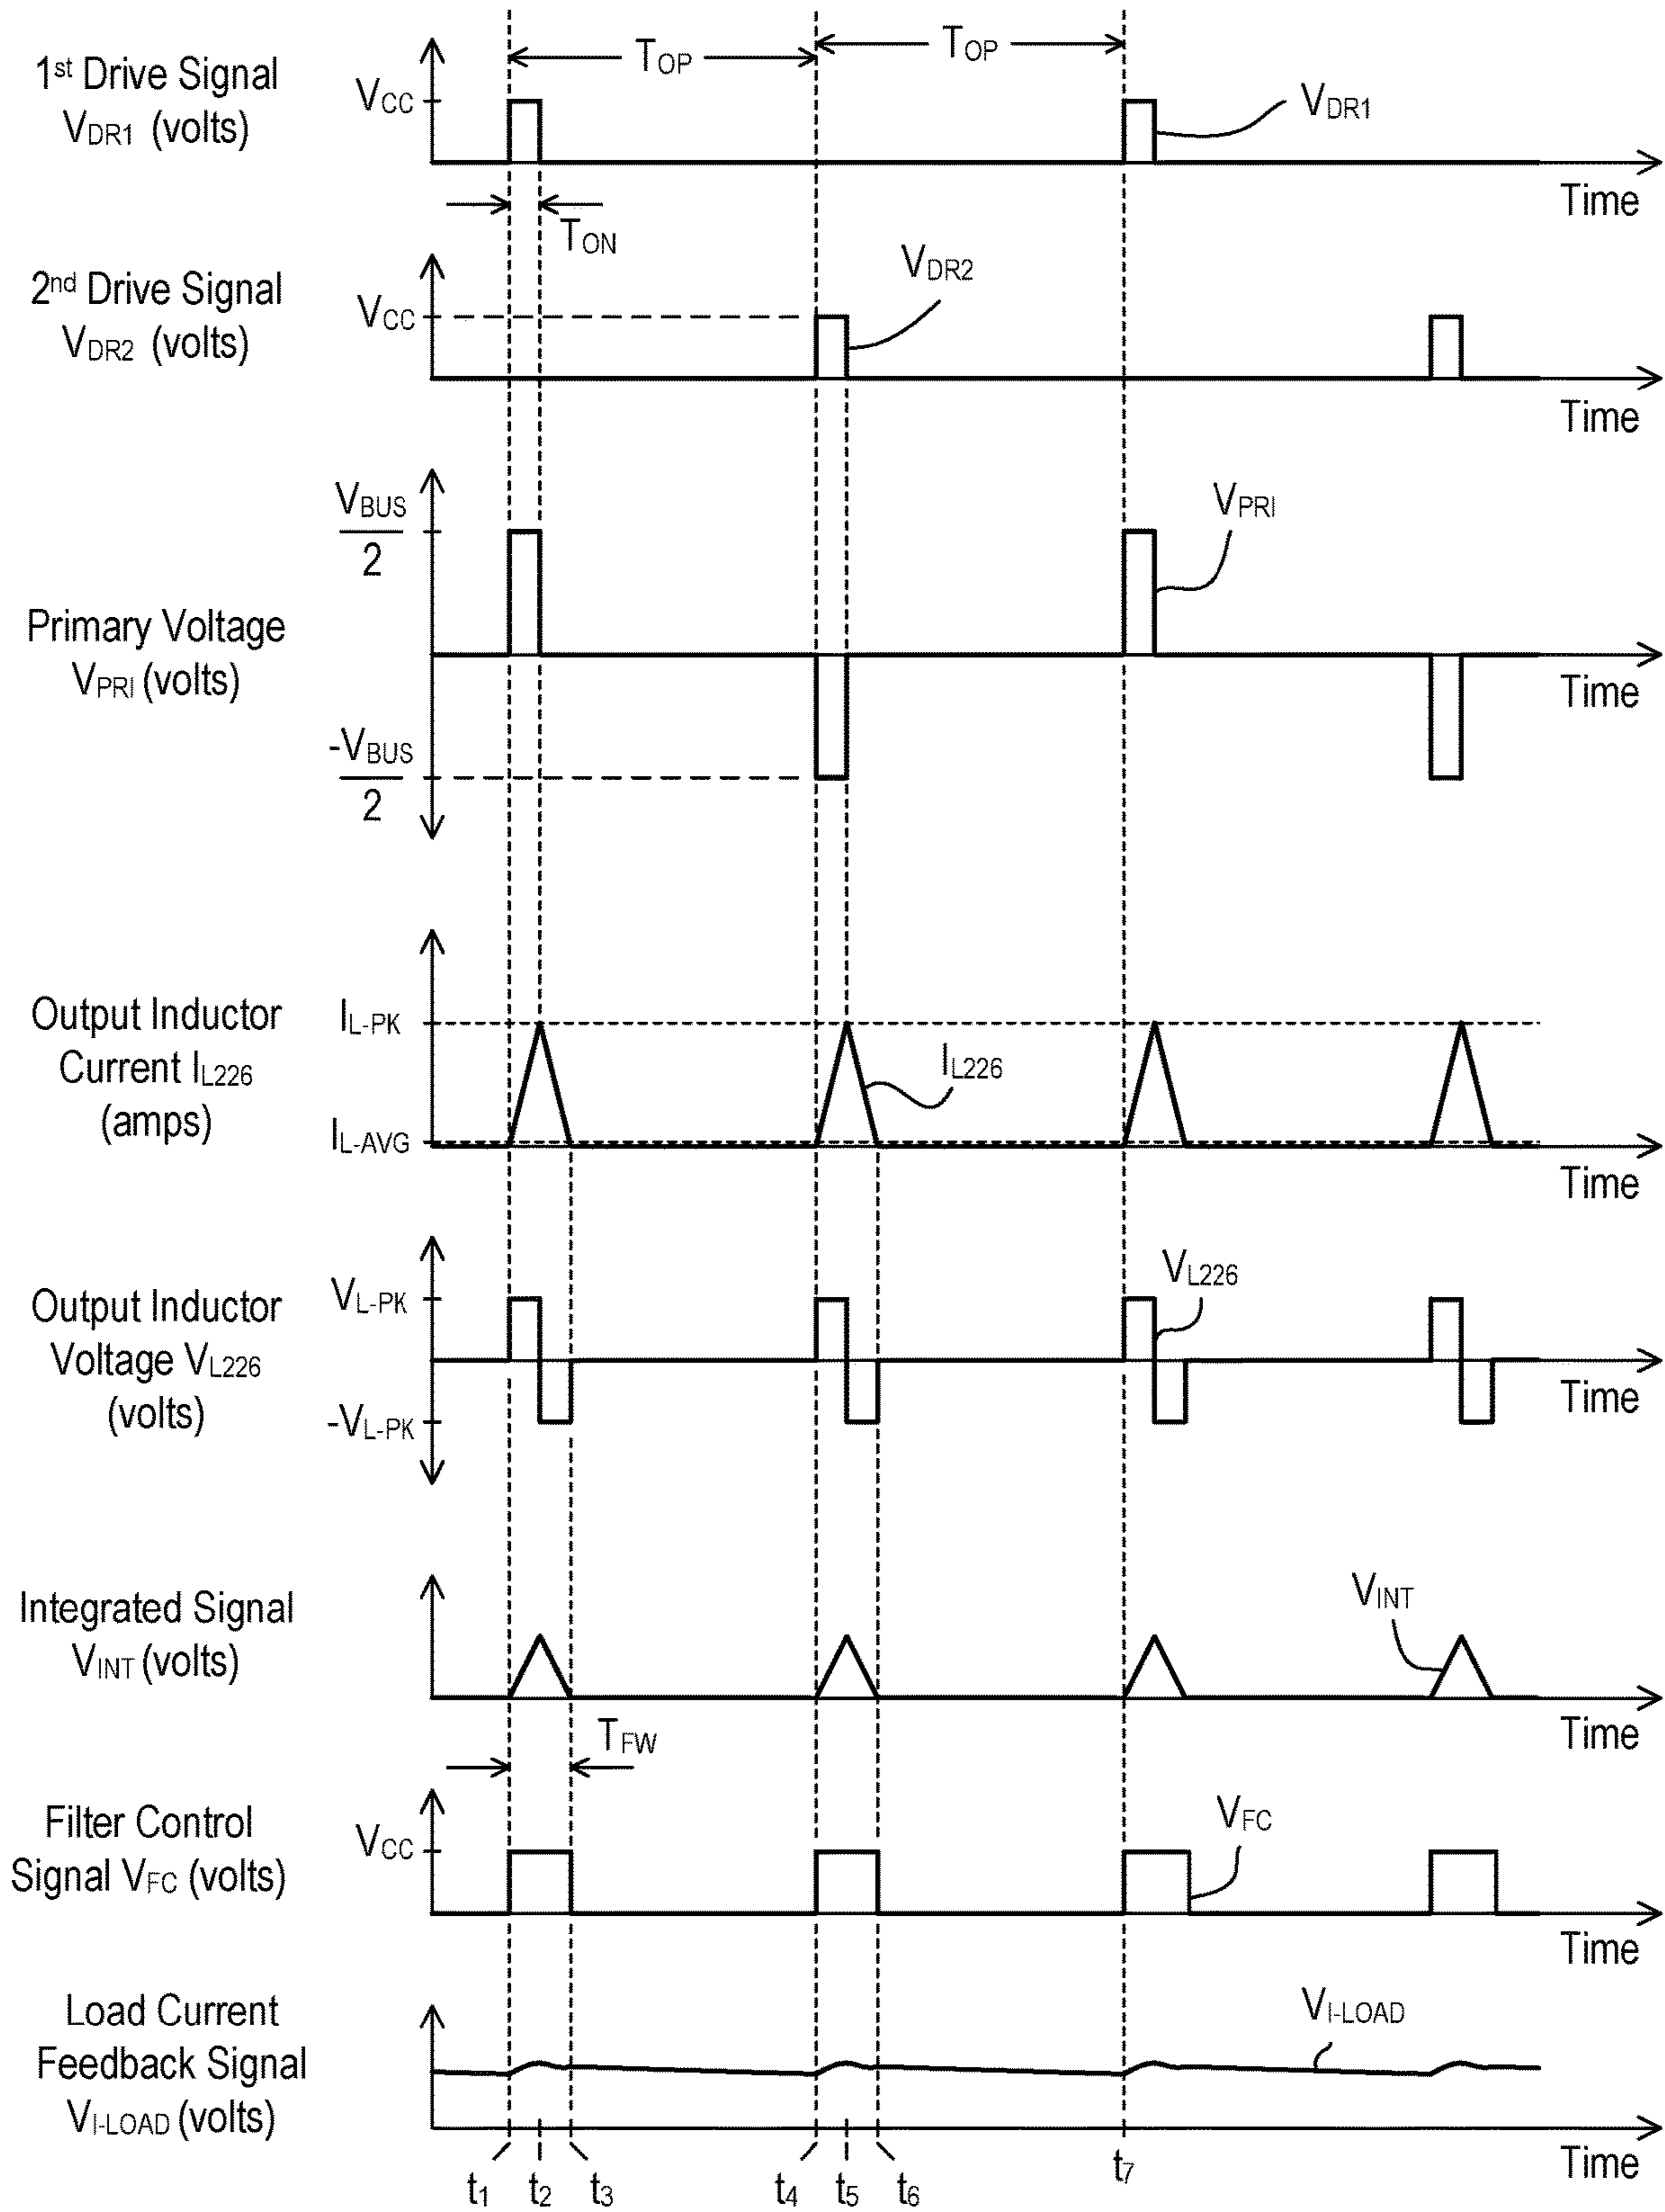 1st Drive Signal
VDR1 (volts)
VCC
TOP
TOP
VDR1
Time
TON
2nd Drive Signal
VDR2 (volts)
VCC
VDR2
Time
Primary Voltage
VPRI (volts)
VBUS
2
-VBUS
2
VPRI
Time
Output Inductor
Current IL226
(amps)
IL-PK
IL-AVG
IL226
Time
Output Inductor
Voltage VL226
(volts)
VL-PK
-VL-PK
VL226
Time
Integrated Signal
VINT (volts)
VINT
Time
TFW
Filter Control
Signal VFC (volts)
VCC
VFC
Time
Load Current
Feedback Signal
VI-LOAD (volts)
VI-LOAD
Time
t1 t2 t3 t4 t5 t6 t7